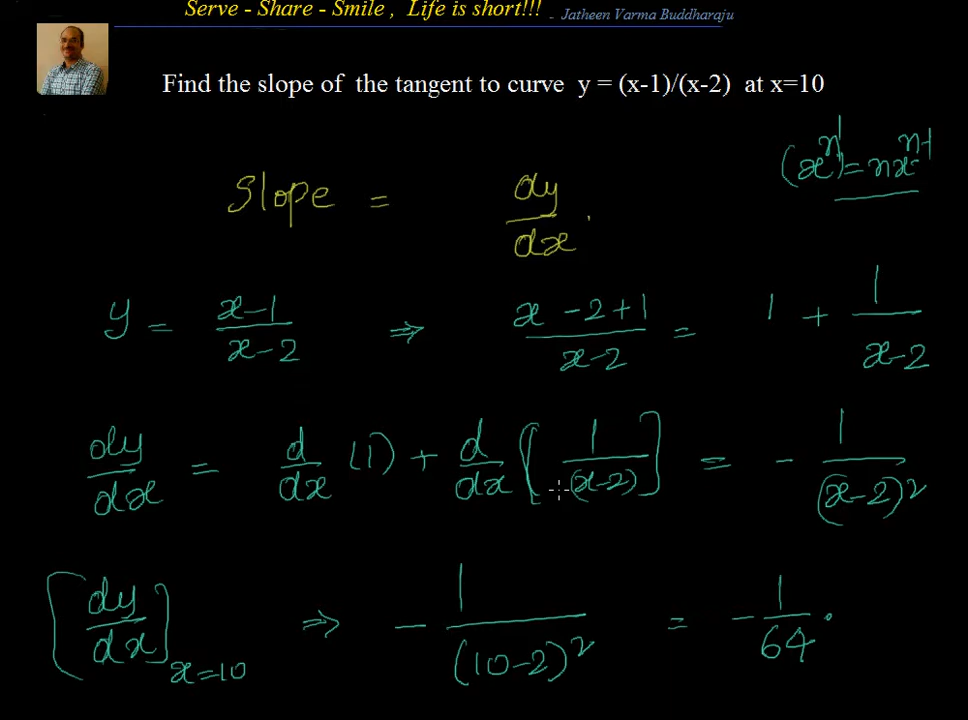 Serve - Share - Smile , Life is short!!! - Jatheen Varma Buddharaju
Find the slope of the tangent to curve y = (x-1)/(x-2) at x=10
(xⁿ)' = nxⁿ⁻¹
Slope = dy/dx .
y = (x-1)/(x-2) ⇒ (x-2+1)/(x-2) = 1 + 1/(x-2)
dy/dx = d/dx (1) + d/dx [1/(x-2)] = - 1/(x-2)²
[dy/dx]x=10 ⇒ - 1/(10-2)² = - 1/64 .